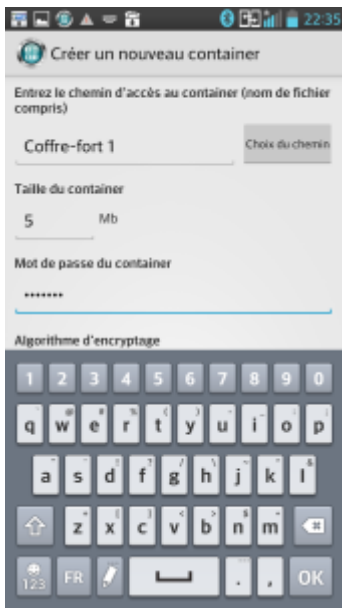 22:35
Créer un nouveau container
Entrez le chemin d'accès au container (nom de fichier
compris)
Coffre-fort 1
Choix du chemin
Taille du container
5 Mb
Mot de passe du container
•••••••
Algorithme d'encryptage
1 2 3 4 5 6 7 8 9 0
q w e r t y u i o p
a s d f g h j k l
z x c v b n m
123 FR . , OK